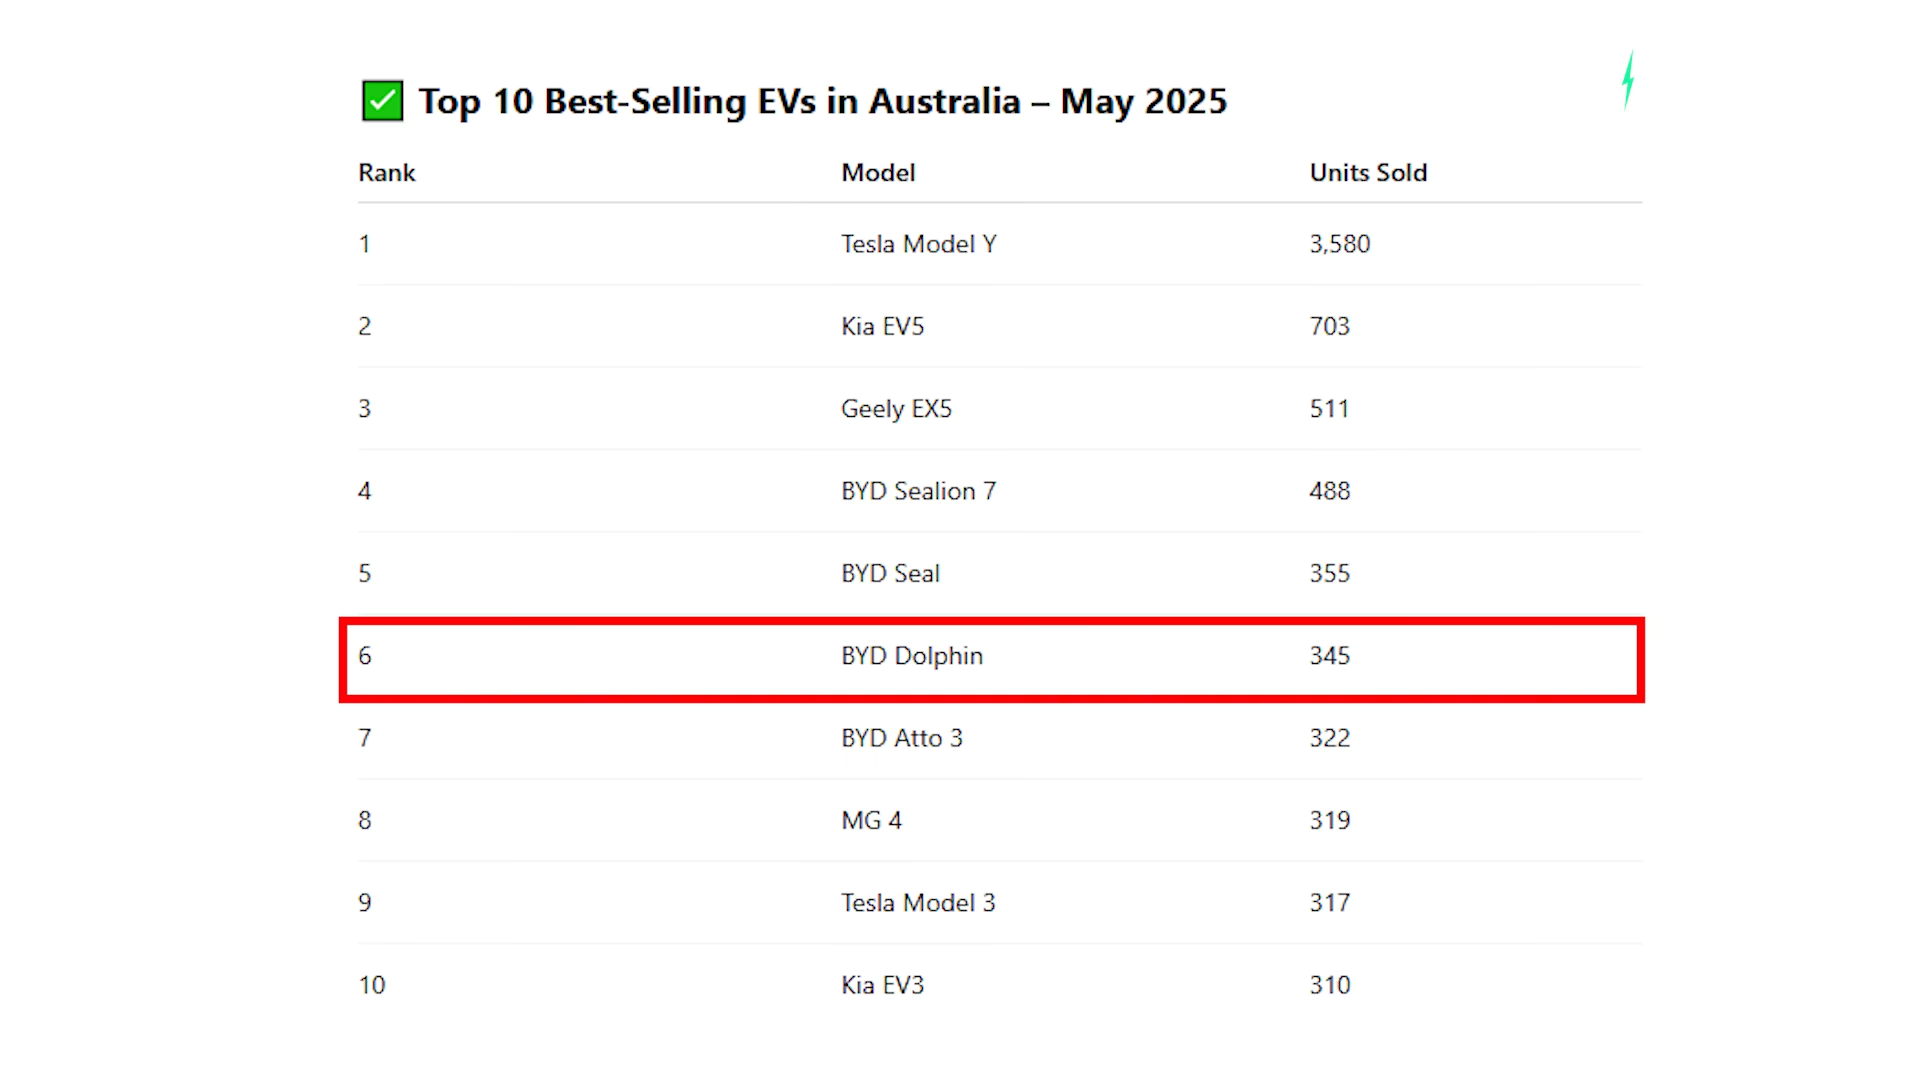 ✅ Top 10 Best-Selling EVs in Australia – May 2025
Rank Model Units Sold
1 Tesla Model Y 3,580
2 Kia EV5 703
3 Geely EX5 511
4 BYD Sealion 7 488
5 BYD Seal 355
6 BYD Dolphin 345
7 BYD Atto 3 322
8 MG 4 319
9 Tesla Model 3 317
10 Kia EV3 310